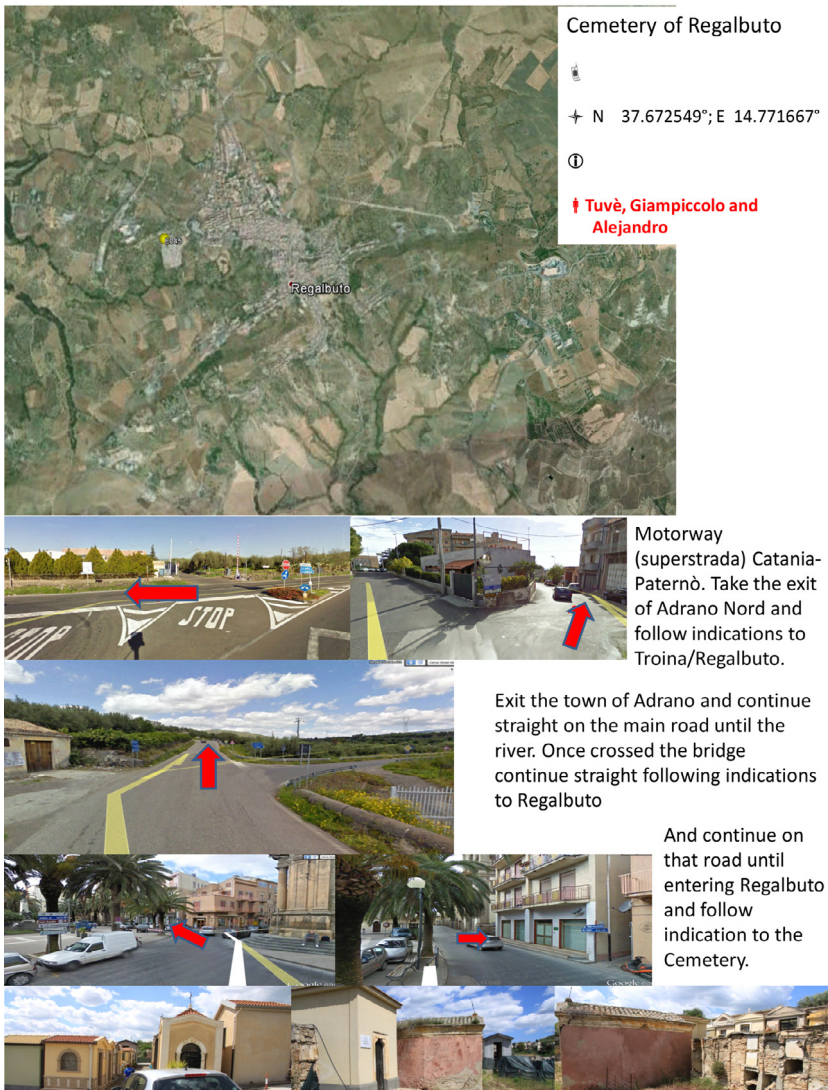 Cemetery of Regalbuto
N 37.672549°; E 14.771667°
Tuvè, Giampiccolo and
Alejandro
Regalbuto
Motorway
(superstrada) Catania-
Paternò. Take the exit
of Adrano Nord and
follow indications to
Troina/Regalbuto.
STOP
STOP
Exit the town of Adrano and continue
straight on the main road until the
river. Once crossed the bridge
continue straight following indications
to Regalbuto
And continue on
that road until
entering Regalbuto
and follow
indication to the
Cemetery.
Google